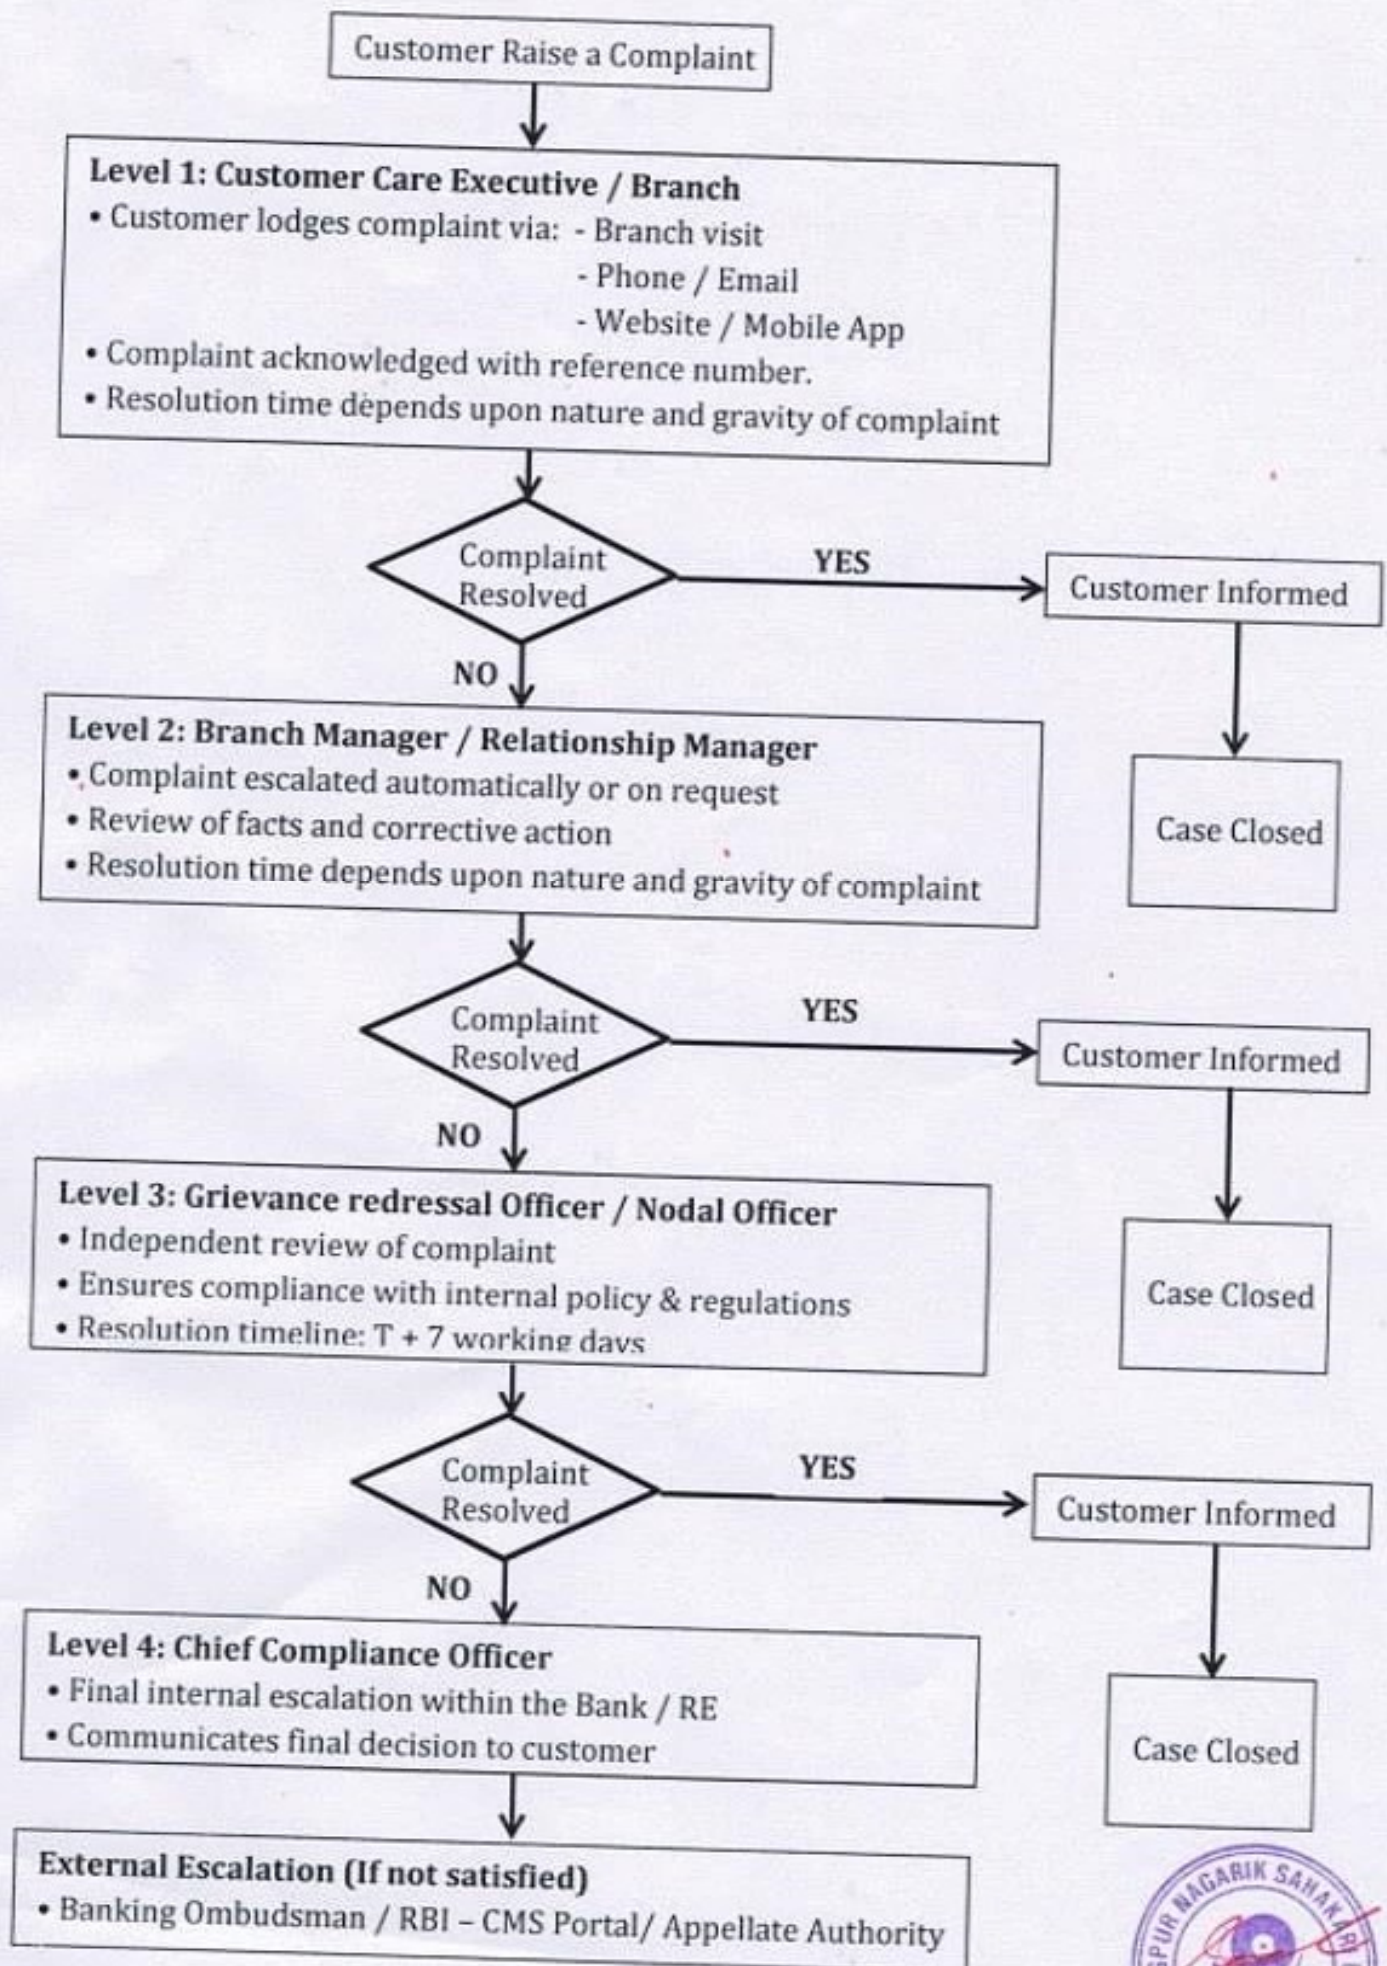 Customer Raise a Complaint
Level 1: Customer Care Executive / Branch
• Customer lodges complaint via: - Branch visit
- Phone / Email
- Website / Mobile App
• Complaint acknowledged with reference number.
• Resolution time depends upon nature and gravity of complaint
Complaint
Resolved
YES
Customer Informed
NO
Case Closed
Level 2: Branch Manager / Relationship Manager
• Complaint escalated automatically or on request
• Review of facts and corrective action
• Resolution time depends upon nature and gravity of complaint
Complaint
Resolved
YES
Customer Informed
NO
Case Closed
Level 3: Grievance redressal Officer / Nodal Officer
• Independent review of complaint
• Ensures compliance with internal policy & regulations
• Resolution timeline: T + 7 working days
Complaint
Resolved
YES
Customer Informed
NO
Case Closed
Level 4: Chief Compliance Officer
• Final internal escalation within the Bank / RE
• Communicates final decision to customer
External Escalation (If not satisfied)
• Banking Ombudsman / RBI – CMS Portal/ Appellate Authority
NAGARIK